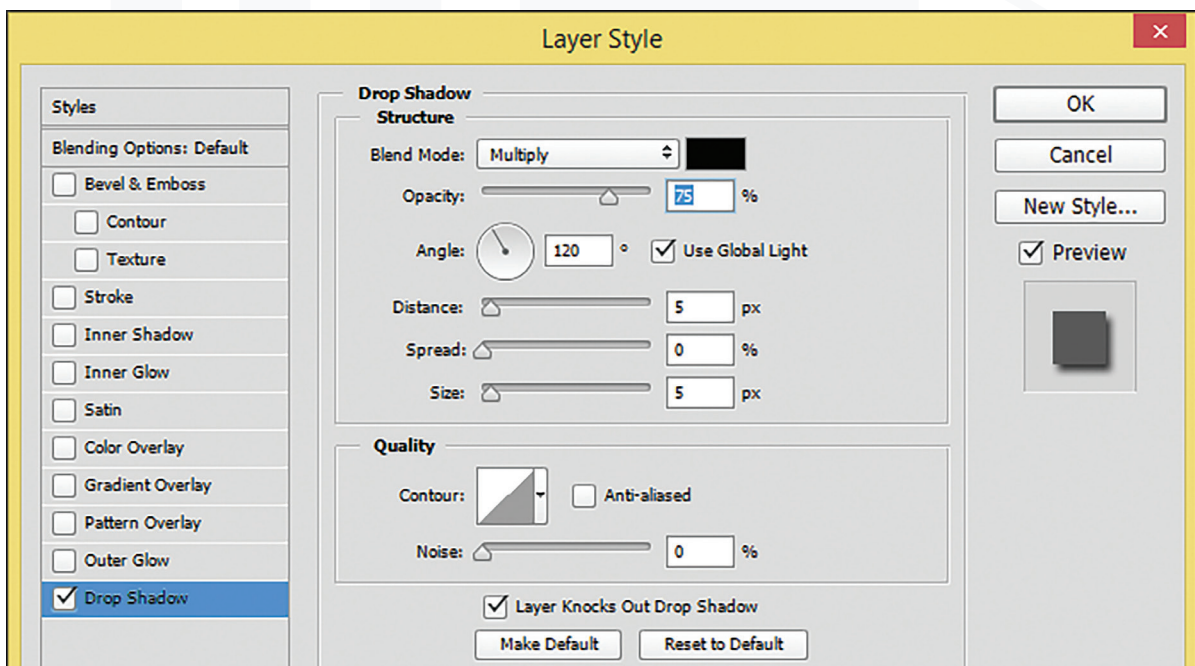 Layer Style
Styles
Blending Options: Default
Bevel & Emboss
Contour
Texture
Stroke
Inner Shadow
Inner Glow
Satin
Color Overlay
Gradient Overlay
Pattern Overlay
Outer Glow
Drop Shadow
Drop Shadow
Structure
Blend Mode: Multiply
Opacity: 75 %
Angle: 120 ° Use Global Light
Distance: 5 px
Spread: 0 %
Size: 5 px
Quality
Contour: Anti-aliased
Noise: 0 %
Layer Knocks Out Drop Shadow
Make Default Reset to Default
OK
Cancel
New Style...
Preview